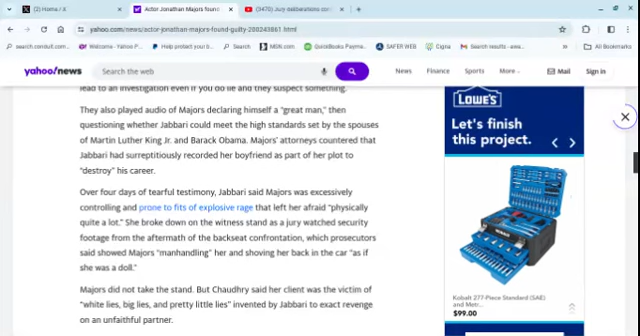 (2) Home / X
Actor Jonathan Majors found
(3470) Jury deliberations con
yahoo.com/news/actor-jonathan-majors-found-guilty-200243861.html
search.conduit.com...
Welcome - Yahoo P...
Help protect your b...
Search
MSN.com
QuickBooks Payme...
SAFER WEB
Cigna
Search results - ama...
All Bookmarks
yahoo!news
Search the web
News
Finance
Sports
More...
Mail
Sign in
lead to an investigation even if you do lie and they suspect something.
They also played audio of Majors declaring himself a “great man,” then
questioning whether Jabbari could meet the high standards set by the spouses
of Martin Luther King Jr. and Barack Obama. Majors’ attorneys countered that
Jabbari had surreptitiously recorded her boyfriend as part of her plot to
“destroy” his career.
Over four days of tearful testimony, Jabbari said Majors was excessively
controlling and prone to fits of explosive rage that left her afraid “physically
quite a lot.” She broke down on the witness stand as a jury watched security
footage from the aftermath of the backseat confrontation, which prosecutors
said showed Majors “manhandling” her and shoving her back in the car “as if
she was a doll.”
Majors did not take the stand. But Chaudhry said her client was the victim of
“white lies, big lies, and pretty little lies” invented by Jabbari to exact revenge
on an unfaithful partner.
LOWE'S
Let's finish
this project.
Kobalt 277-Piece Standard (SAE)
and Metr...
$99.00